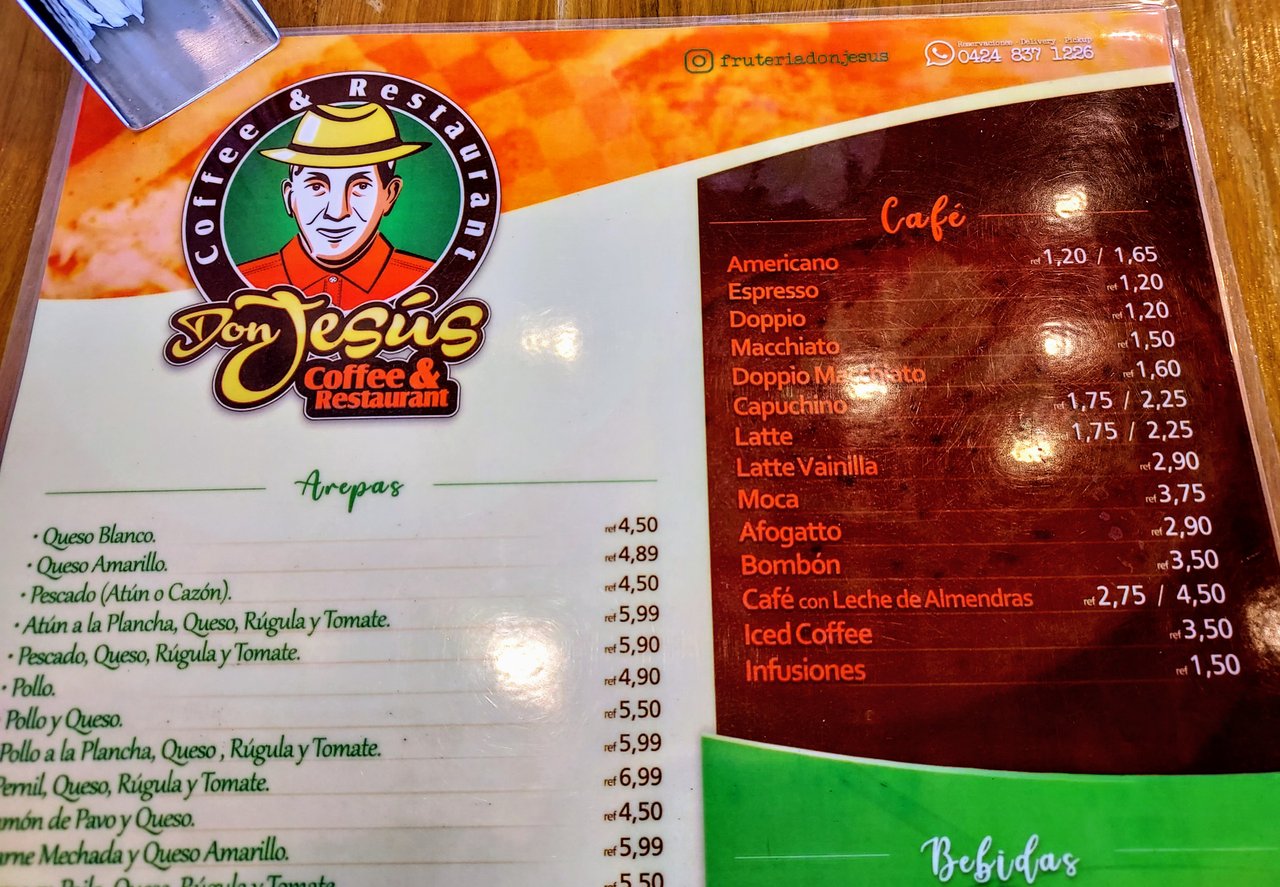 fruteriadonjesus
Reservaciones - Delivery - Pickup
0424 837 1226
Coffee & Restaurant
Don Jesús
Coffee &
Restaurant
Arepas
• Queso Blanco. ref 4,50
• Queso Amarillo. ref 4,89
• Pescado (Atún o Cazón). ref 4,50
• Atún a la Plancha, Queso, Rúgula y Tomate. ref 5,99
• Pescado, Queso, Rúgula y Tomate. ref 5,90
• Pollo. ref 4,90
Pollo y Queso. ref 5,50
Pollo a la Plancha, Queso , Rúgula y Tomate. ref 5,99
Pernil, Queso, Rúgula y Tomate. ref 6,99
de Pavo y Queso. ref 4,50
Mechada y Queso Amarillo. ref 5,99
Queso, Rúgula y Tomate ref 5,50
Café
Americano ref 1,20 / 1,65
Espresso ref 1,20
Doppio ref 1,20
Macchiato ref 1,50
Doppio Macchiato ref 1,60
Capuchino ref 1,75 / 2,25
Latte ref 1,75 / 2,25
Latte Vainilla ref 2,90
Moca ref 3,75
Afogatto ref 2,90
Bombón ref 3,50
Café con Leche de Almendras ref 2,75 / 4,50
Iced Coffee ref 3,50
Infusiones ref 1,50
Bebidas